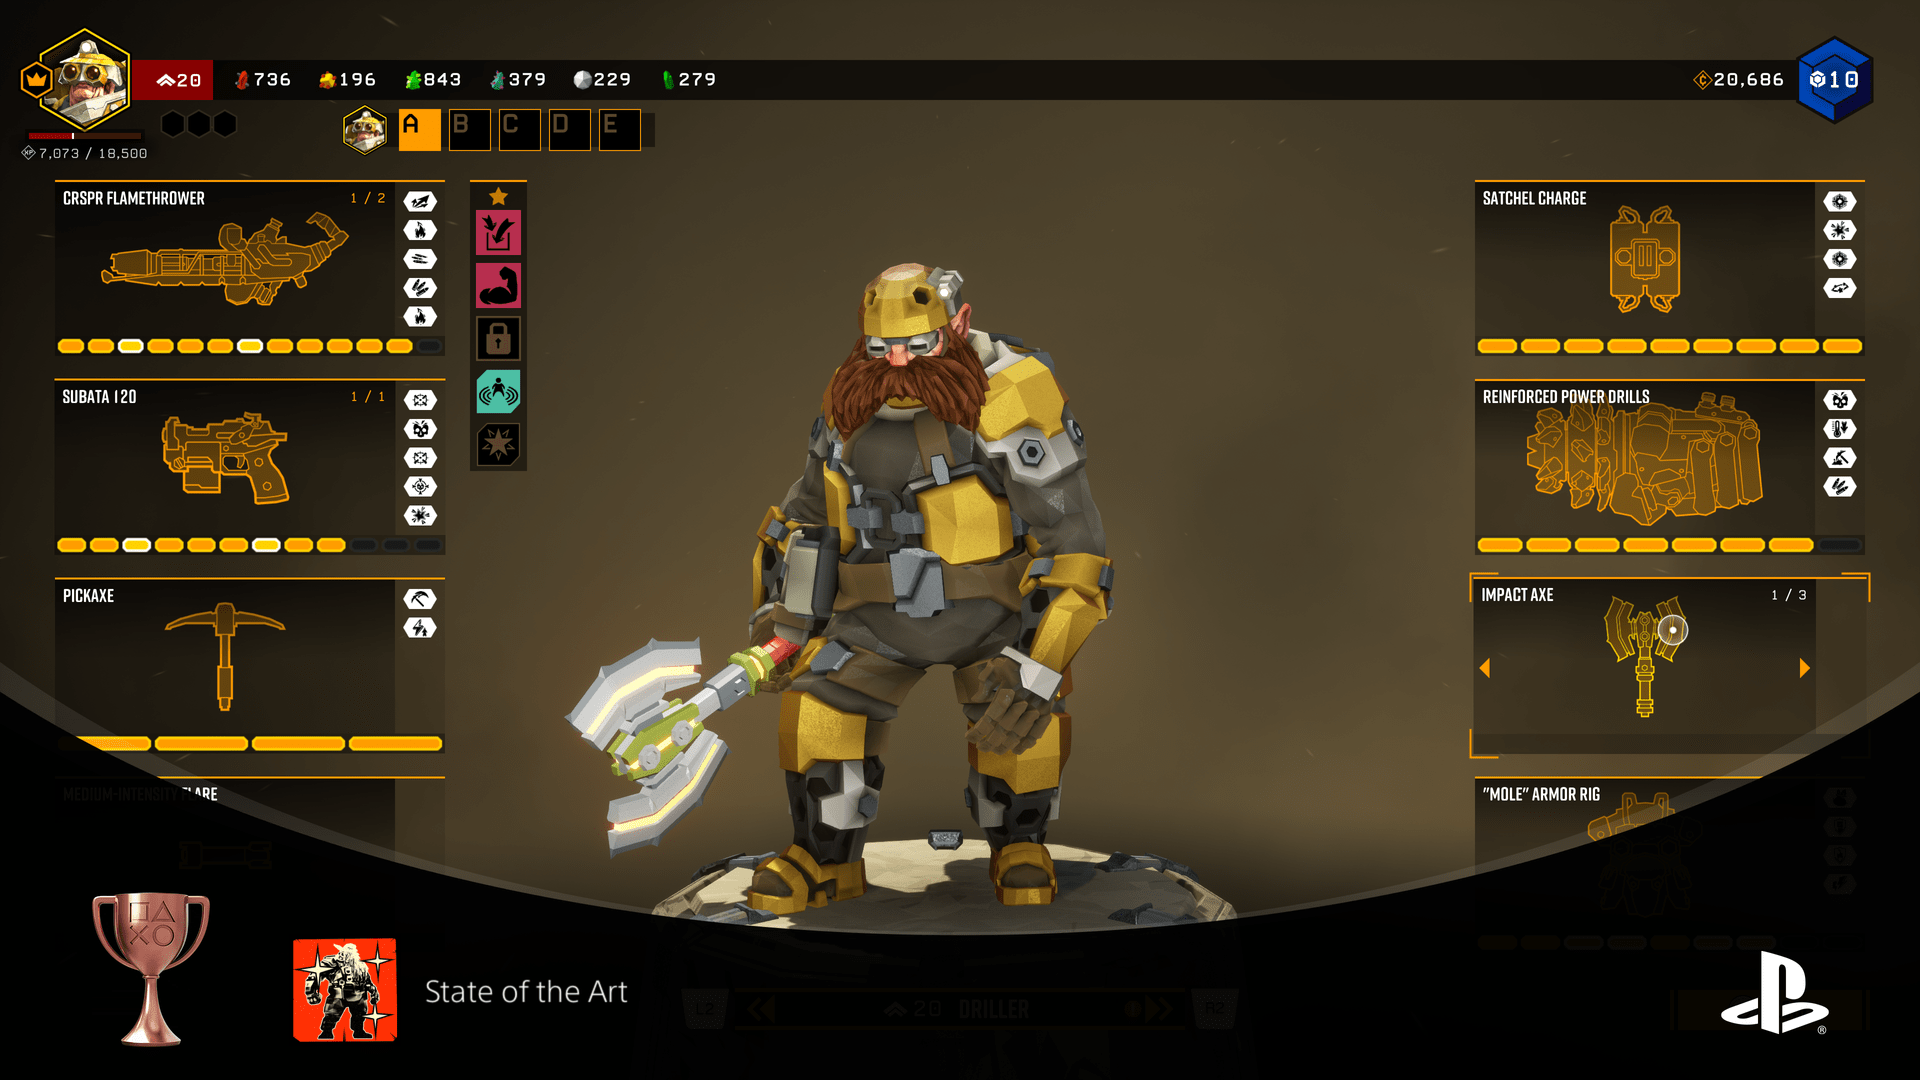 20 736 196 843 379 229 279 20,686 10
7,073 / 18,500
A B C D E
CRSPR FLAMETHROWER 1 / 2
SATCHEL CHARGE
SUBATA 120 1 / 1
REINFORCED POWER DRILLS
PICKAXE
IMPACT AXE 1 / 3
MEDIUM-INTENSITY FLARE
"MOLE" ARMOR RIG
State of the Art
L2 20 DRILLER R2